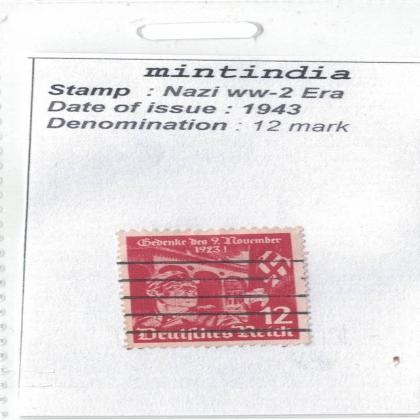 mintindia
Stamp : Nazi ww-2 Era
Date of issue : 1943
Denomination : 12 mark
Gedenke des 9. November
1923!
12
Deutsches Reich